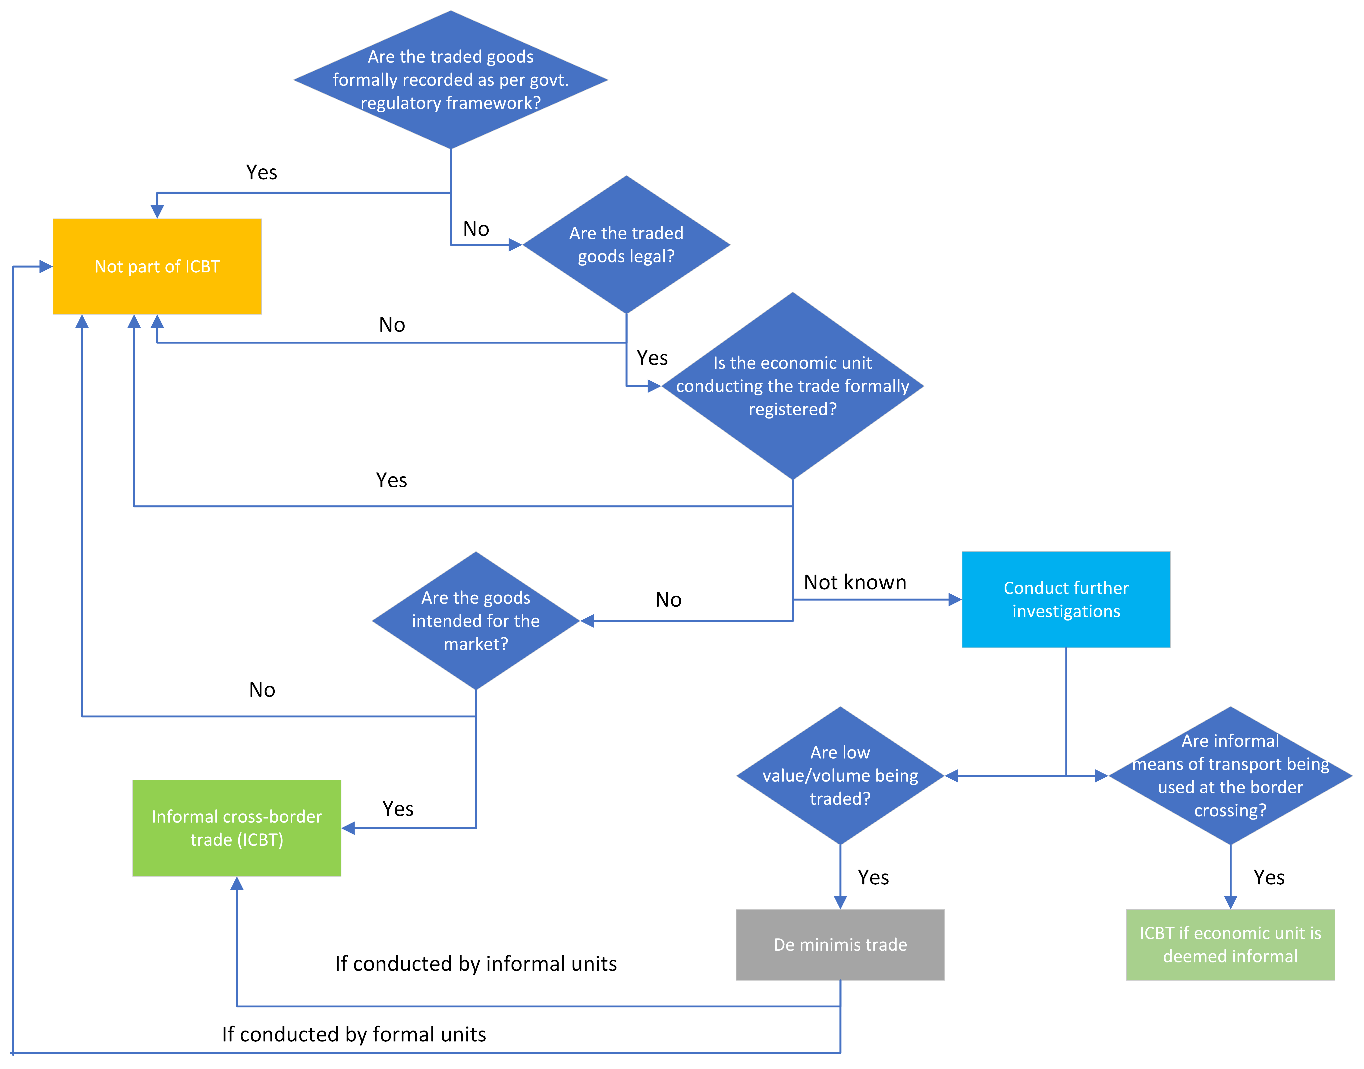 Are the traded goods
formally recorded as per govt.
regulatory framework?
Yes
No
Are the traded
goods legal?
Not part of ICBT
No
Yes
Is the economic unit
conducting the trade formally
registered?
Yes
Not known
Conduct further
investigations
No
Are the goods
intended for the
market?
No
Yes
Informal cross-border
trade (ICBT)
Are low
value/volume being
traded?
Are informal
means of transport being
used at the border
crossing?
Yes
Yes
De minimis trade
ICBT if economic unit is
deemed informal
If conducted by informal units
If conducted by formal units